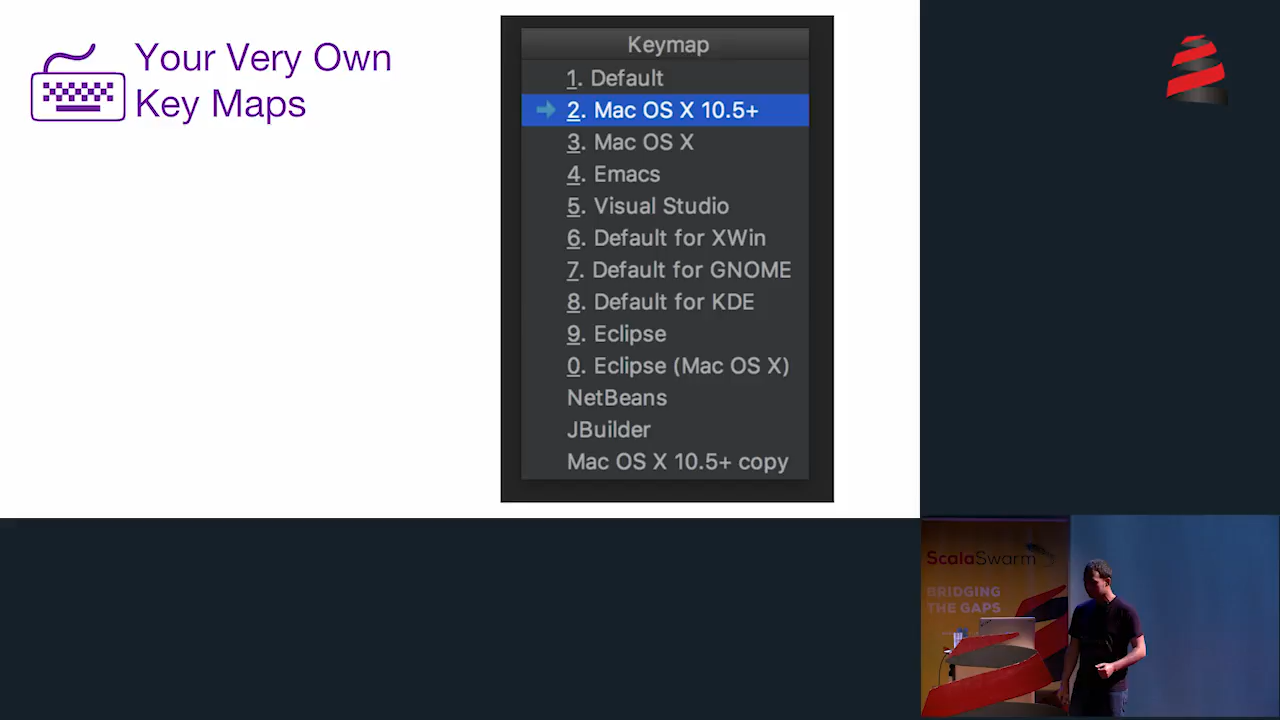 Your Very Own
Key Maps
Keymap
1. Default
2. Mac OS X 10.5+
3. Mac OS X
4. Emacs
5. Visual Studio
6. Default for XWin
7. Default for GNOME
8. Default for KDE
9. Eclipse
0. Eclipse (Mac OS X)
NetBeans
JBuilder
Mac OS X 10.5+ copy
ScalaSwarm
BRIDGING
THE GAPS